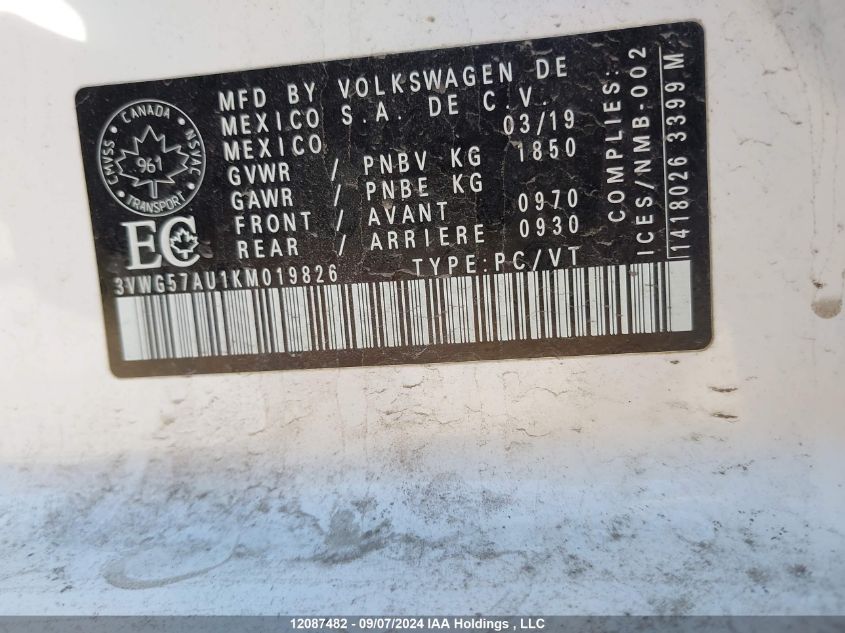 MFD BY VOLKSWAGEN DE
MEXICO S.A. DE C.V.
MEXICO 03/19
GVWR / PNBV KG 1850
GAWR / PNBE KG
FRONT / AVANT 0970
REAR / ARRIERE 0930
TYPE:PC/VT
CANADA
CMVSS NSVAC
961
TRANSPORT
EC
3VWG57AU1KM019826
COMPLIES:
ICES/NMB-002
1418026 3399 M
12087482 - 09/07/2024 IAA Holdings , LLC